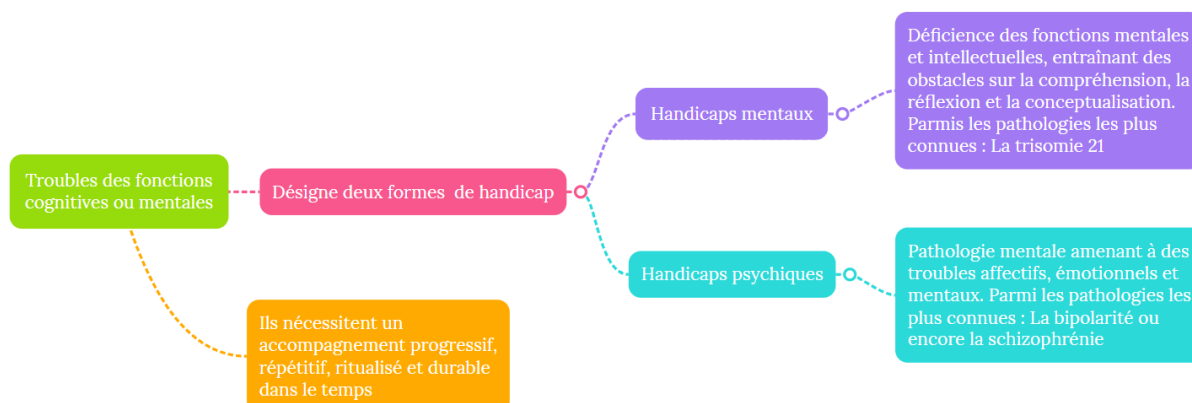 Troubles des fonctions
cognitives ou mentales
Désigne deux formes de handicap
Handicaps mentaux
Déficience des fonctions mentales
et intellectuelles, entraînant des
obstacles sur la compréhension, la
réflexion et la conceptualisation.
Parmis les pathologies les plus
connues : La trisomie 21
Handicaps psychiques
Pathologie mentale amenant à des
troubles affectifs, émotionnels et
mentaux. Parmi les pathologies les
plus connues : La bipolarité ou
encore la schizophrénie
Ils nécessitent un
accompagnement progressif,
répétitif, ritualisé et durable
dans le temps